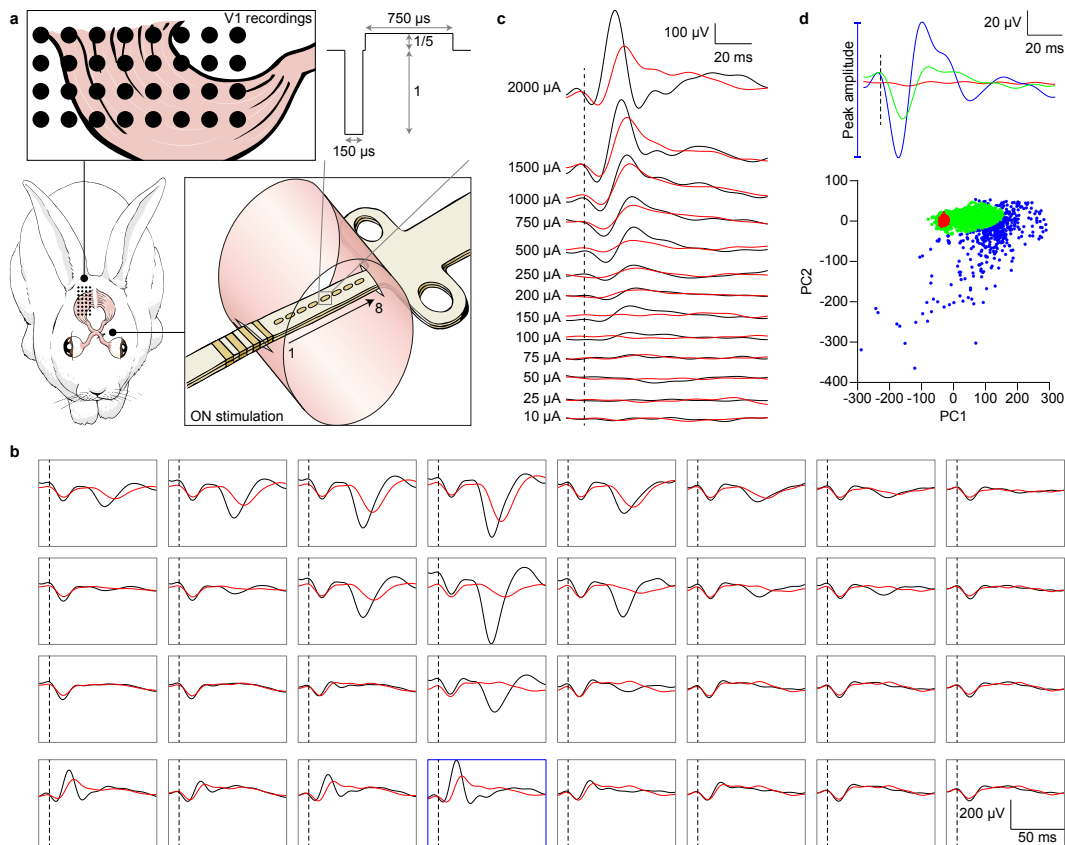 a
V1 recordings
750 µs
1/5
1
150 µs
8
1
ON stimulation
c
100 µV
20 ms
2000 µA
1500 µA
1000 µA
750 µA
500 µA
250 µA
200 µA
150 µA
100 µA
75 µA
50 µA
25 µA
10 µA
d
20 µV
20 ms
Peak amplitude
100
0
-100
-200
-300
-400
PC2
-300 -200 -100 0 100 200 300
PC1
b
200 µV
50 ms